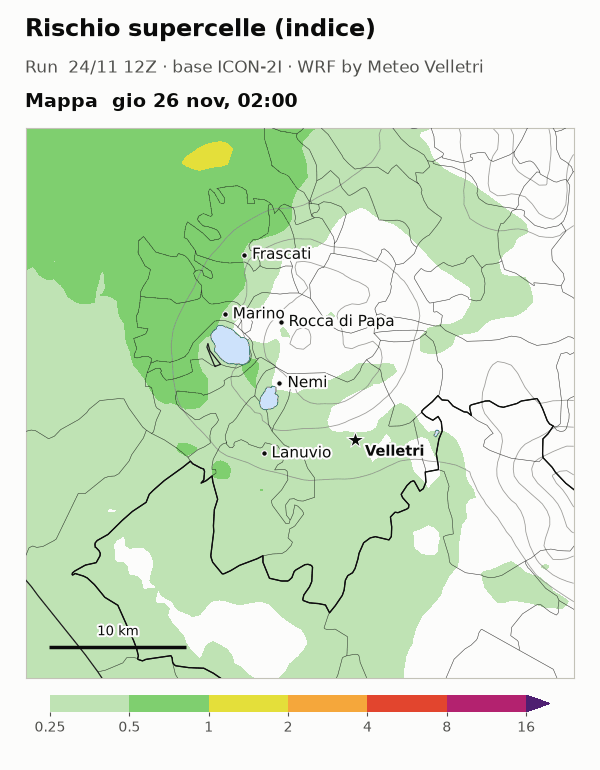 Rischio supercelle (indice)
Run 24/11 12Z · base ICON-2I · WRF by Meteo Velletri
Mappa gio 26 nov, 02:00
Frascati
Marino
Rocca di Papa
Nemi
Velletri
Lanuvio
10 km
0.25 0.5 1 2 4 8 16